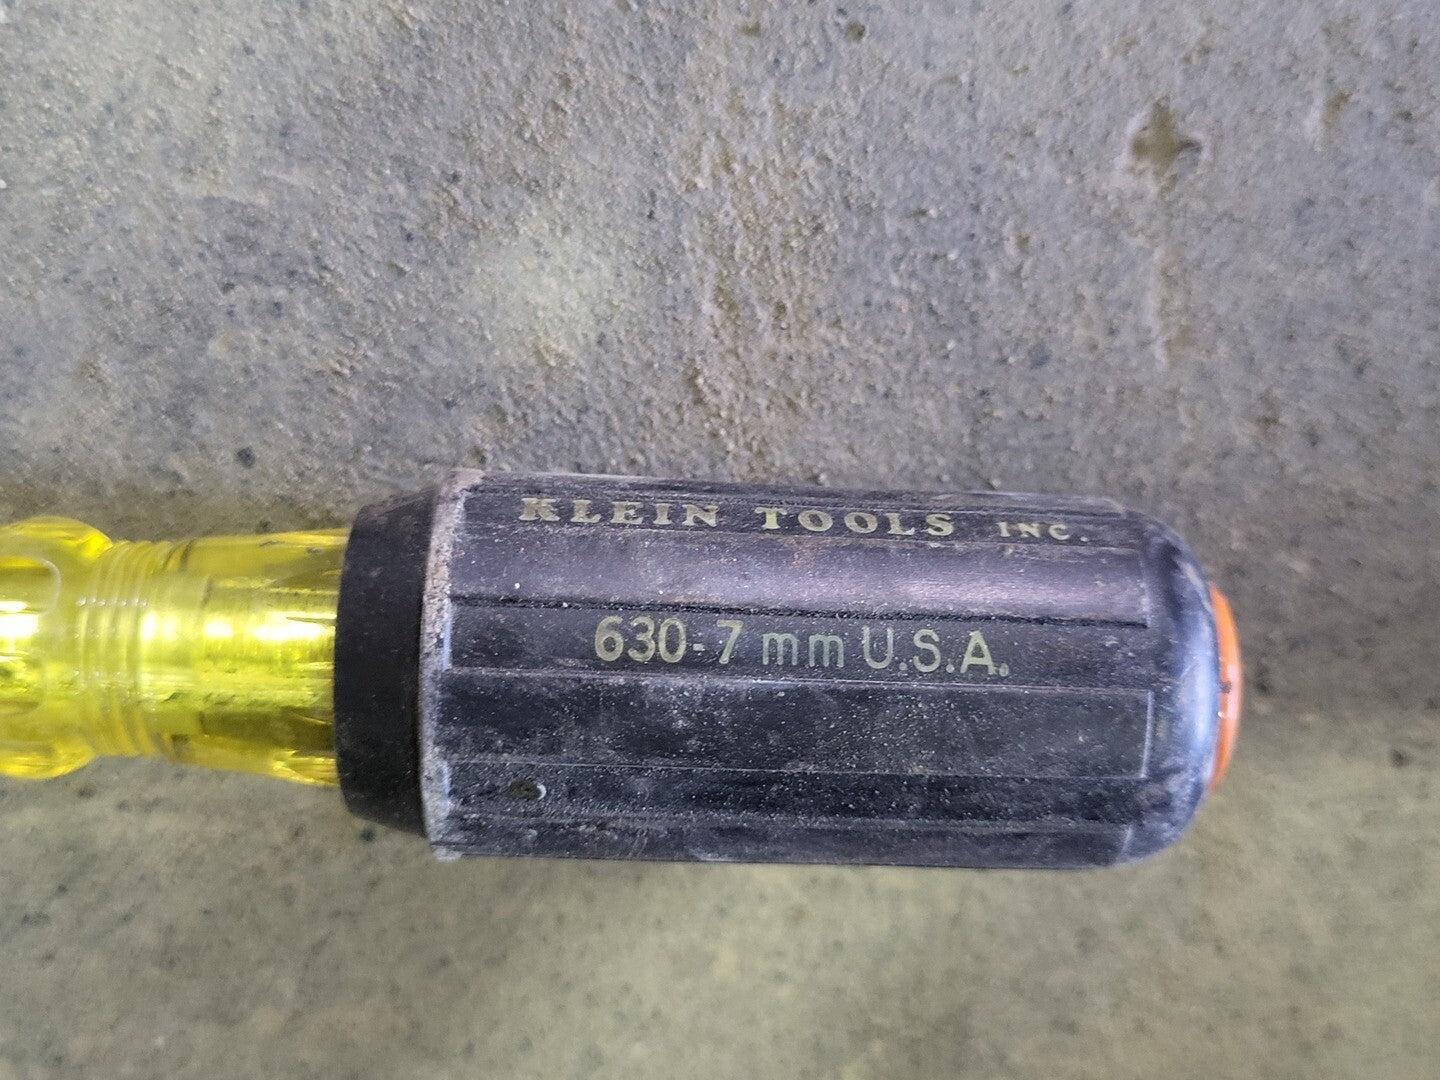 KLEIN TOOLS INC.
630-7 mm U.S.A.